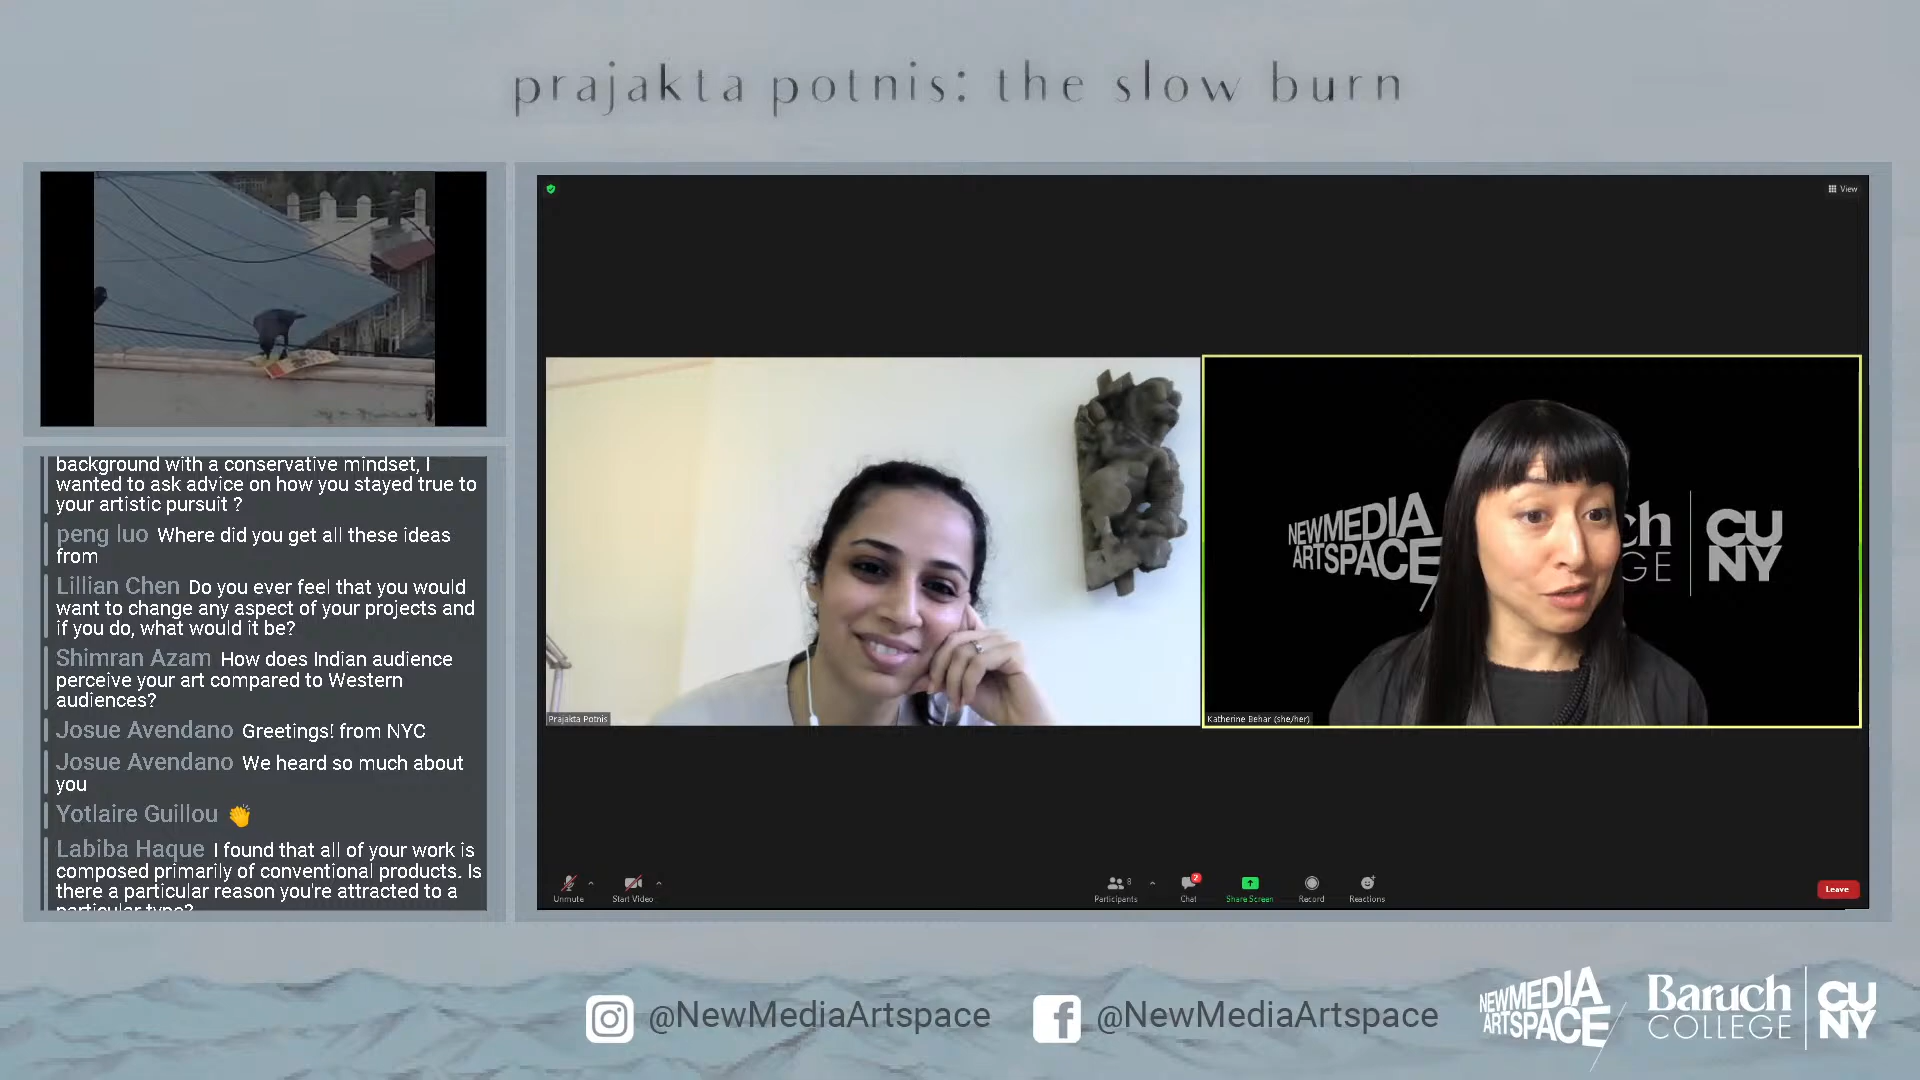 prajakta potnis: the slow burn
View
background with a conservative mindset, I
wanted to ask advice on how you stayed true to
your artistic pursuit ?
peng luo Where did you get all these ideas
from
Lillian Chen Do you ever feel that you would
want to change any aspect of your projects and
if you do, what would it be?
Shimran Azam How does Indian audience
perceive your art compared to Western
audiences?
Josue Avendano Greetings! from NYC
Josue Avendano We heard so much about
you
Yotlaire Guillou 👏
Labiba Haque I found that all of your work is
composed primarily of conventional products. Is
there a particular reason you're attracted to a
particular type?
NEWMEDIA
ARTSPACE
ch
GE
CU
NY
Prajakta Potnis
Katherine Behar (she/her)
Unmute
Start Video
8
Participants
2
Chat
Share Screen
Record
Reactions
Leave
@NewMediaArtspace
@NewMediaArtspace
NEWMEDIA
ARTSPACE
Baruch
COLLEGE
CU
NY